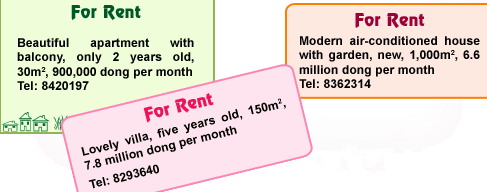 For Rent
Beautiful apartment with
balcony, only 2 years old,
30m², 900,000 dong per month
Tel: 8420197
For Rent
Modern air-conditioned house
with garden, new, 1,000m², 6.6
million dong per month
Tel: 8362314
For Rent
Lovely villa, five years old, 150m²,
7.8 million dong per month
Tel: 8293640